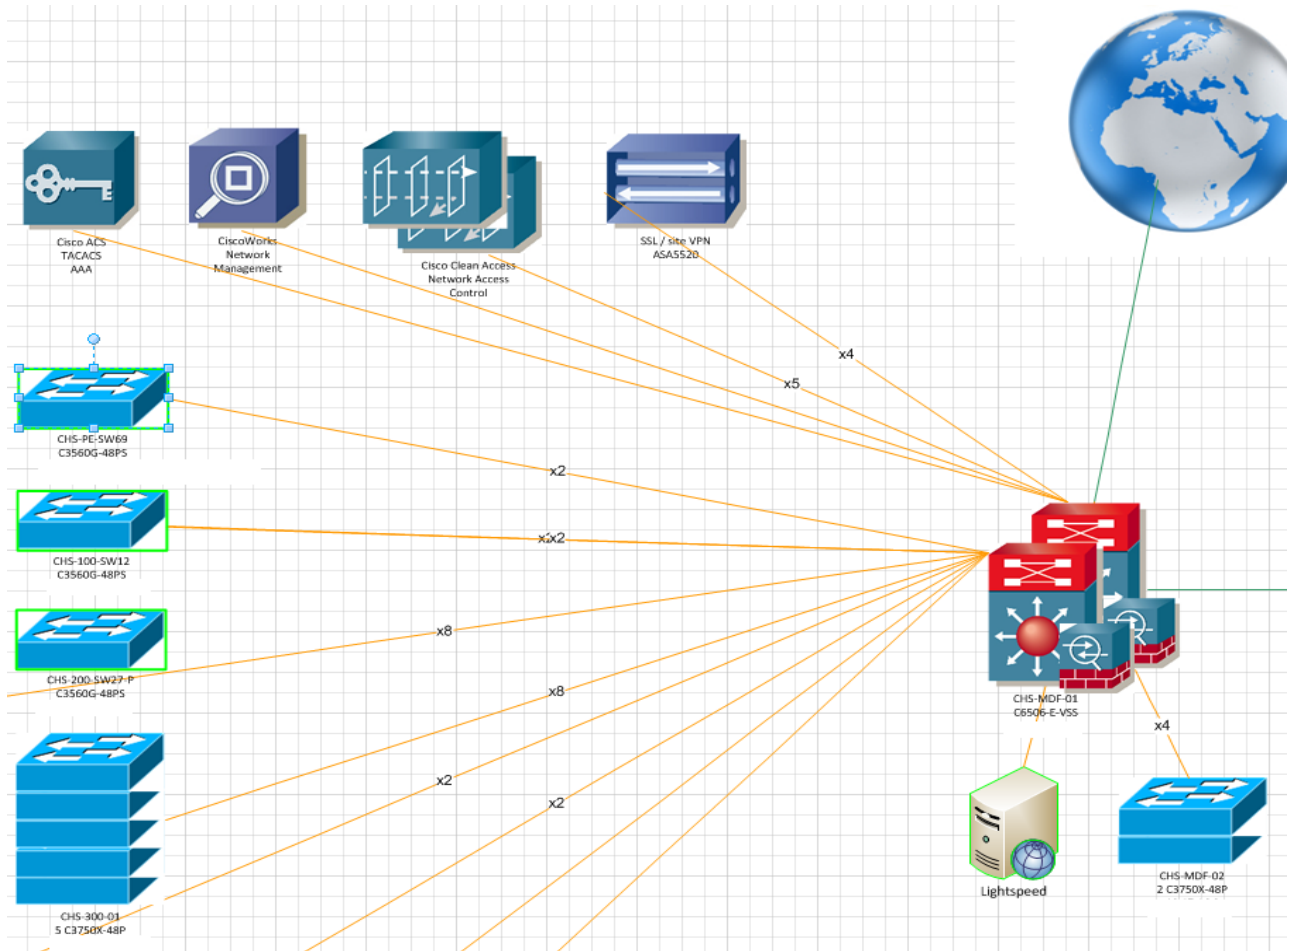 Cisco ACS
TACACS
AAA
CiscoWorks
Network
Management
Cisco Clean Access
Network Access
Control
SSL / site VPN
ASA5520
x4
x5
CHS-PE-SW69
C3560G-48PS
x2
CHS-100-SW12
C3560G-48PS
x2
CHS-200-SW27-P
C3560G-48PS
x8
x8
x2
x2
CHS-300-01
5 C3750X-48P
CHS-MDF-01
C6506-E-VSS
x4
Lightspeed
CHS-MDF-02
2 C3750X-48P